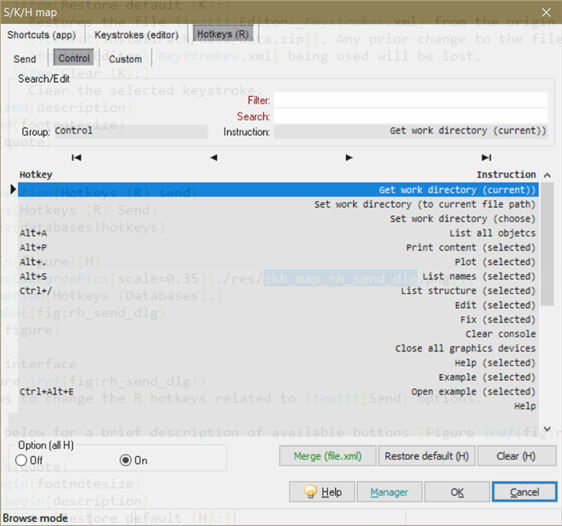 S/K/H map
Shortcuts (app) Keystrokes (editor) Hotkeys (R)
Send Control Custom
Search/Edit
Filter:
Search:
Group: Control Instruction: Get work directory (current))
Hotkey Instruction
Get work directory (current))
Set work directory (to current file path)
Set work directory (choose)
Alt+A List all objetcs
Alt+P Print content (selected)
Alt+. Plot (selected)
Alt+S List names (selected)
Ctrl+/ List structure (selected)
Edit (selected)
Fix (selected)
Clear console
Close all graphics devices
Help (selected)
Example (selected)
Ctrl+Alt+E Open example (selected)
Help
Option (all H)
Off On
Merge (file.xml) Restore default (H) Clear (H)
Help Manager OK Cancel
Browse mode